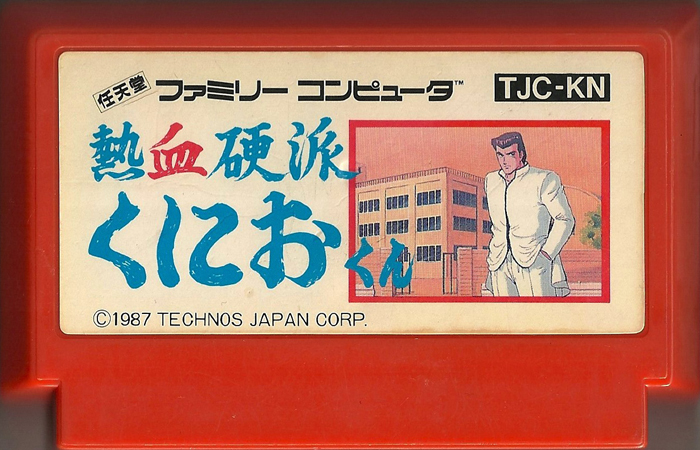 任天堂 ファミリー コンピュータ™ TJC-KN
熱血硬派
くにおくん
©1987 TECHNOS JAPAN CORP.